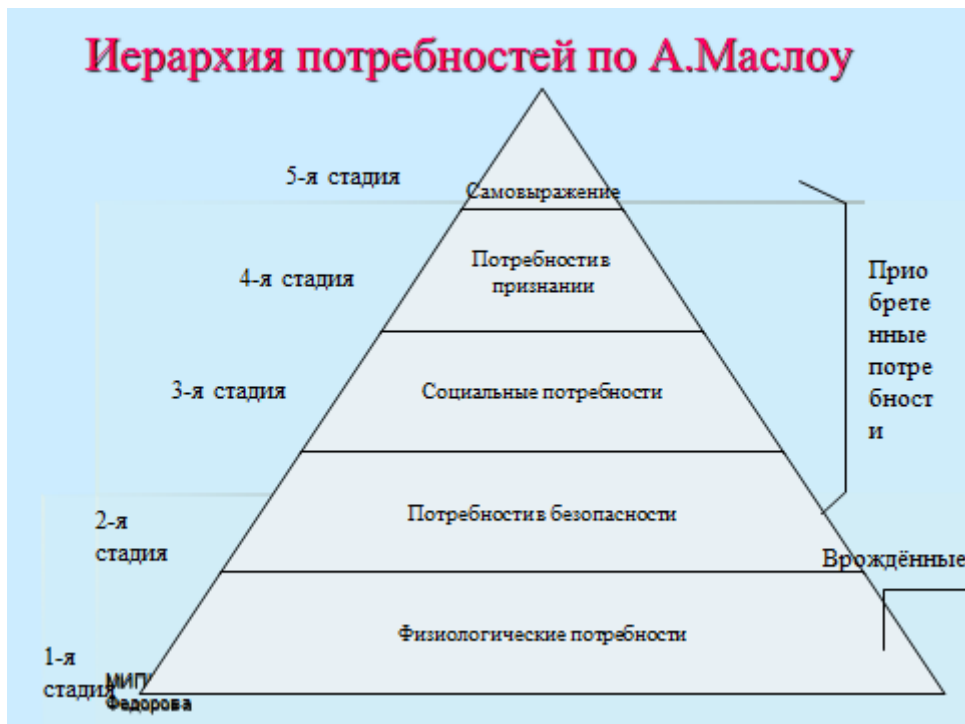 Иерархия потребностей по А.Маслоу
5-я стадия
Самовыражение
4-я стадия
Потребности в
признании
3-я стадия
Социальные потребности
Прио
брете
нные
потре
бност
и
2-я
стадия
Потребности в безопасности
Врождённые
1-я
стадия
Физиологические потребности
Федорова